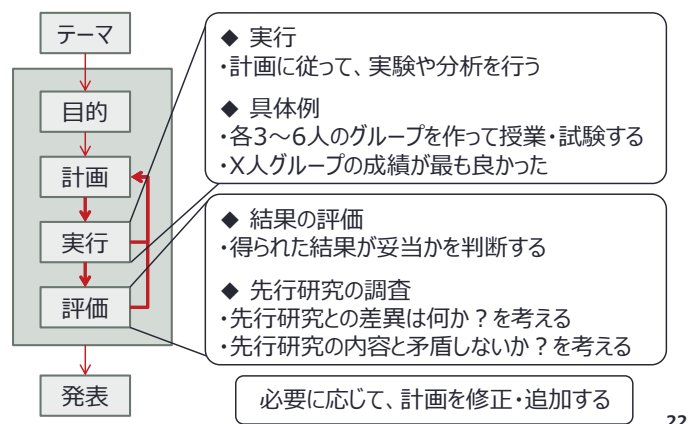 テーマ
目的
計画
実行
評価
発表
◆ 実行
・計画に従って、実験や分析を行う
◆ 具体例
・各3～6人のグループを作って授業・試験する
・X人グループの成績が最も良かった
◆ 結果の評価
・得られた結果が妥当かを判断する
◆ 先行研究の調査
・先行研究との差異は何か？を考える
・先行研究の内容と矛盾しないか？を考える
必要に応じて、計画を修正・追加する
22